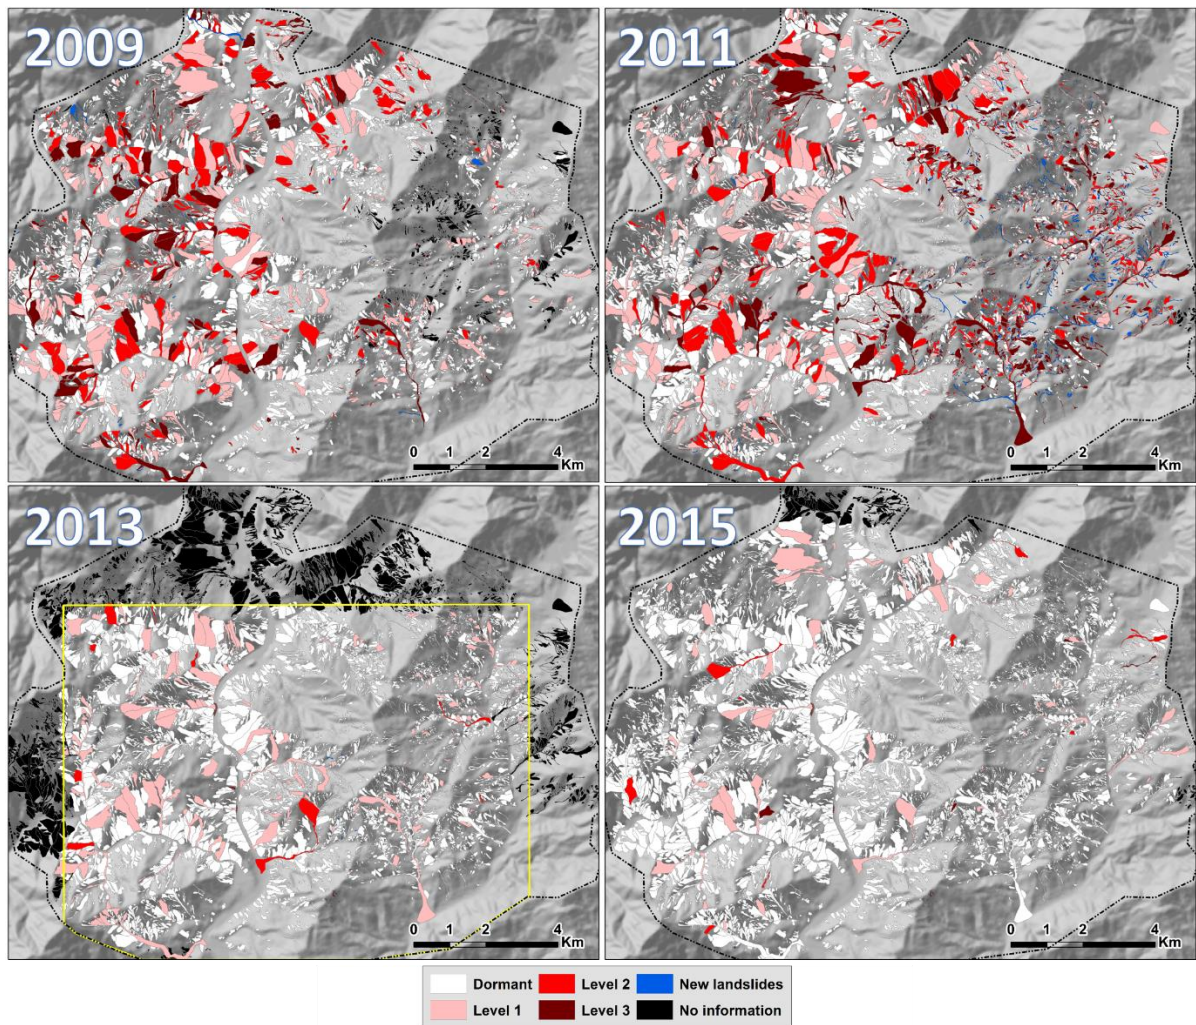 2009
2011
0 1 2 4
Km
0 1 2 4
Km
2013
2015
0 1 2 4
Km
0 1 2 4
Km
Dormant Level 2 New landslides
Level 1 Level 3 No information